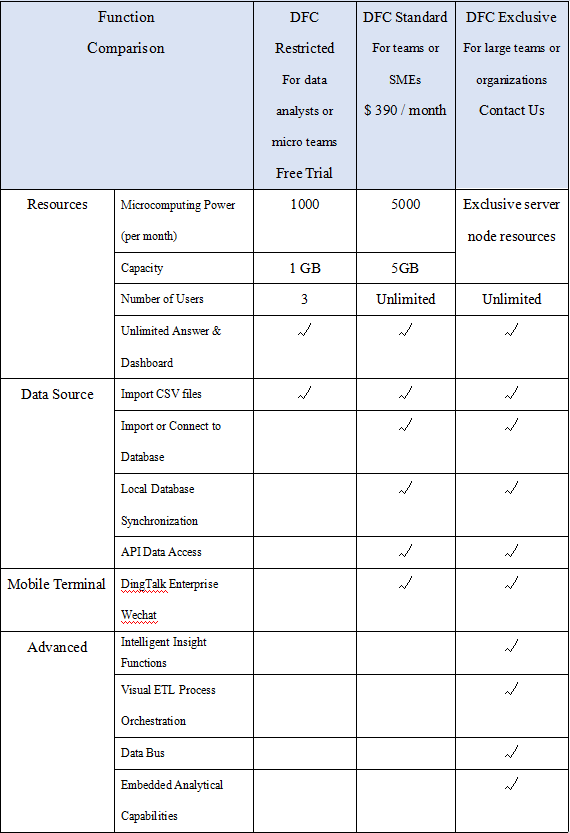 Function
Comparison
DFC
Restricted
For data
analysts or
micro teams
Free Trial
DFC Standard
For teams or
SMEs
$ 390 / month
DFC Exclusive
For large teams or
organizations
Contact Us
Resources
Microcomputing Power
(per month)
1000
5000
Exclusive server
node resources
Capacity
1 GB
5GB
Number of Users
3
Unlimited
Unlimited
Unlimited Answer &
Dashboard
✓
✓
✓
Data Source
Import CSV files
✓
✓
✓
Import or Connect to
Database
✓
✓
Local Database
Synchronization
✓
✓
API Data Access
✓
✓
Mobile Terminal
DingTalk Enterprise
Wechat
✓
✓
Advanced
Intelligent Insight
Functions
✓
Visual ETL Process
Orchestration
✓
Data Bus
✓
Embedded Analytical
Capabilities
✓